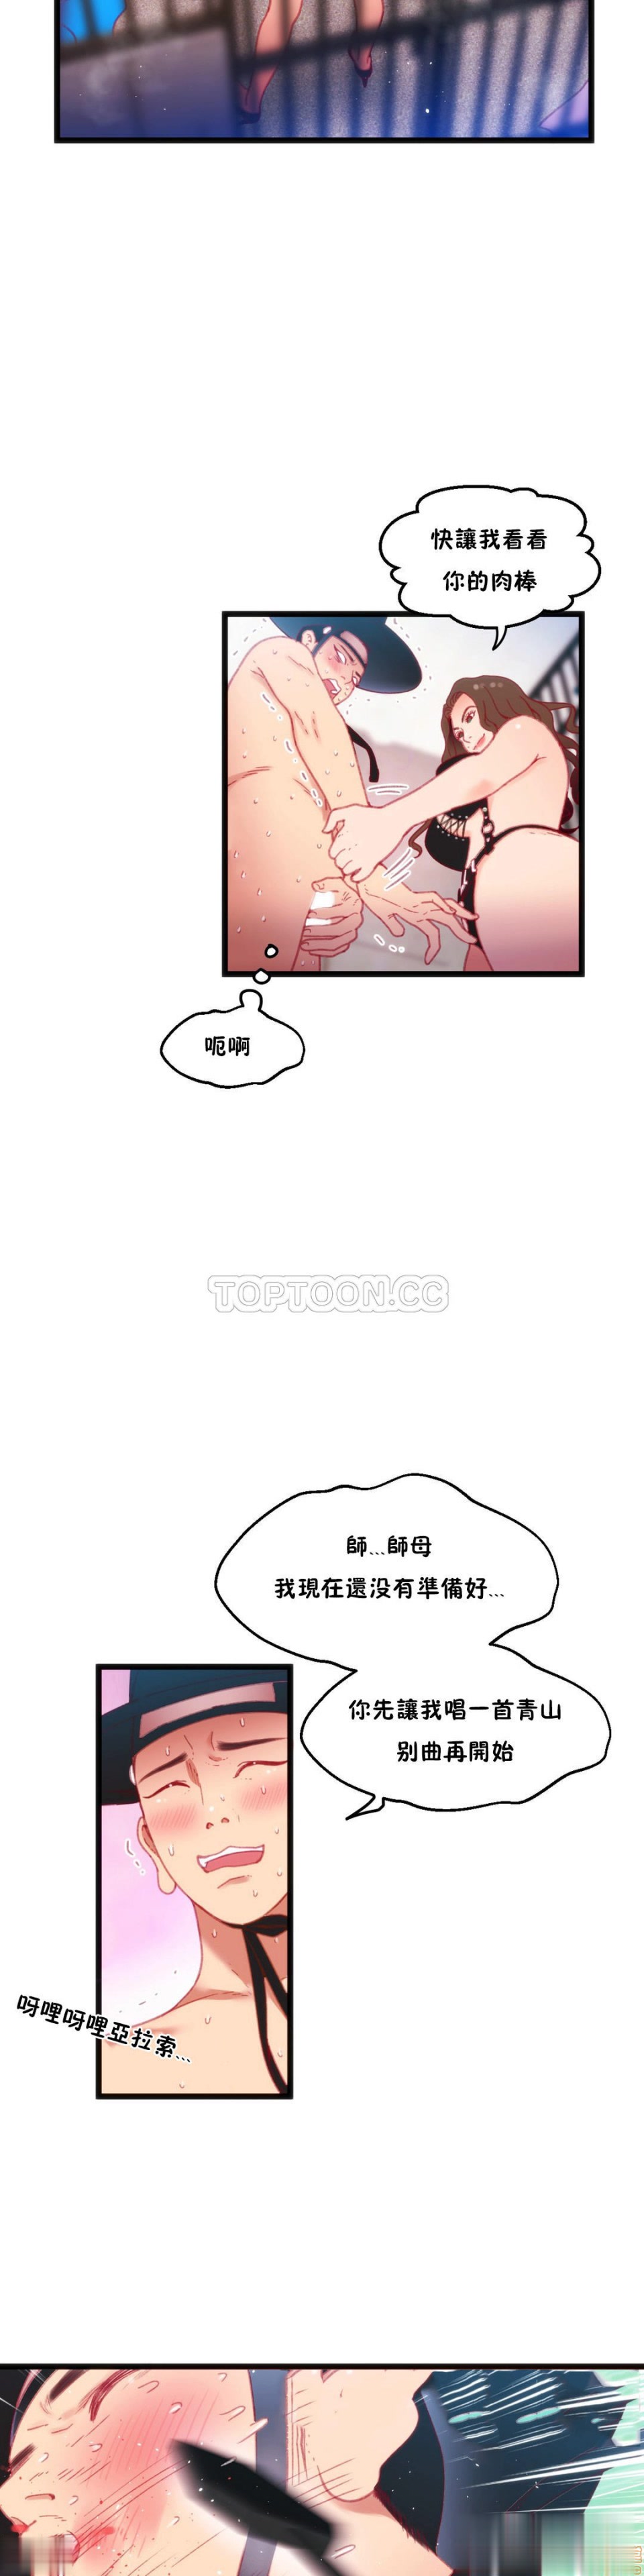 快讓我看看
你的肉棒
呃啊
TOPTOON.CC
師...師母
我現在還没有準備好...
你先讓我唱一首青山
别曲再開始
呀哩呀哩亞拉索...